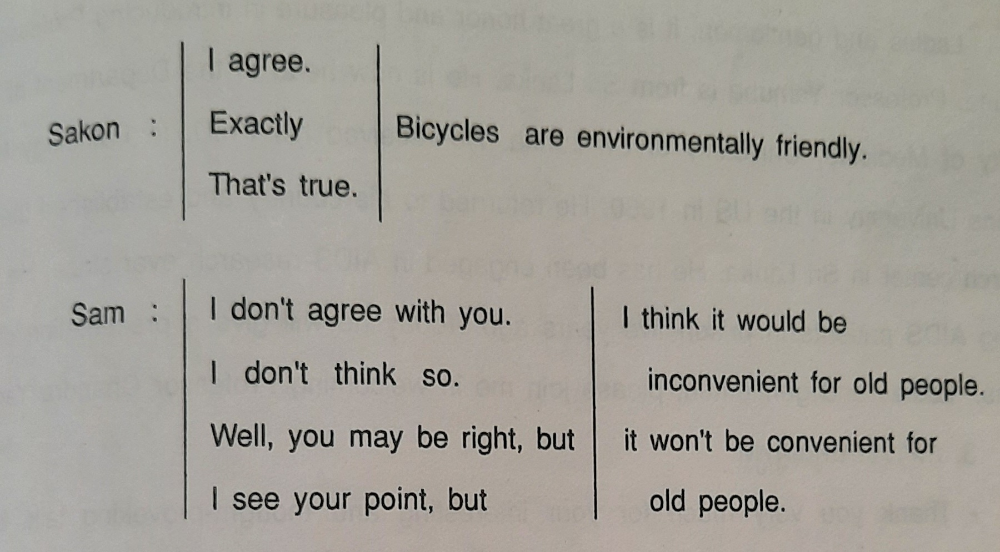 I agree.
Exactly
Sakon : Bicycles are environmentally friendly.
That's true.
Sam : I don't agree with you. I think it would be
I don't think so. inconvenient for old people.
Well, you may be right, but it won't be convenient for
I see your point, but old people.